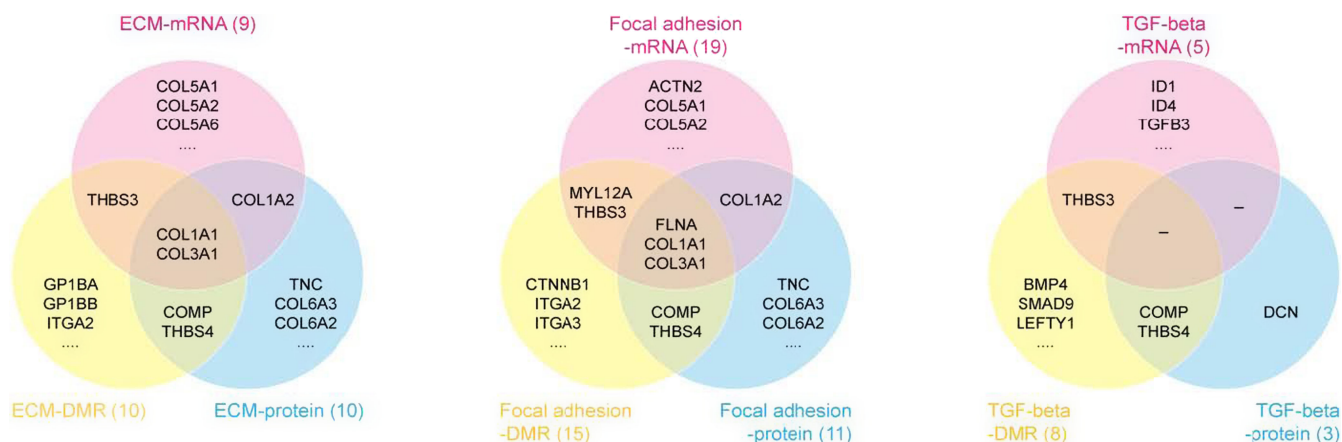 ECM-mRNA (9)
COL5A1
COL5A2
COL5A6
....
THBS3
COL1A2
COL1A1
COL3A1
GP1BA
GP1BB
ITGA2
....
COMP
THBS4
TNC
COL6A3
COL6A2
....
ECM-DMR (10)
ECM-protein (10)
Focal adhesion
-mRNA (19)
ACTN2
COL5A1
COL5A2
....
MYL12A
THBS3
COL1A2
FLNA
COL1A1
COL3A1
CTNNB1
ITGA2
ITGA3
....
COMP
THBS4
TNC
COL6A3
COL6A2
....
Focal adhesion
-DMR (15)
Focal adhesion
-protein (11)
TGF-beta
-mRNA (5)
ID1
ID4
TGFB3
....
THBS3
–
–
BMP4
SMAD9
LEFTY1
....
COMP
THBS4
DCN
TGF-beta
-DMR (8)
TGF-beta
-protein (3)